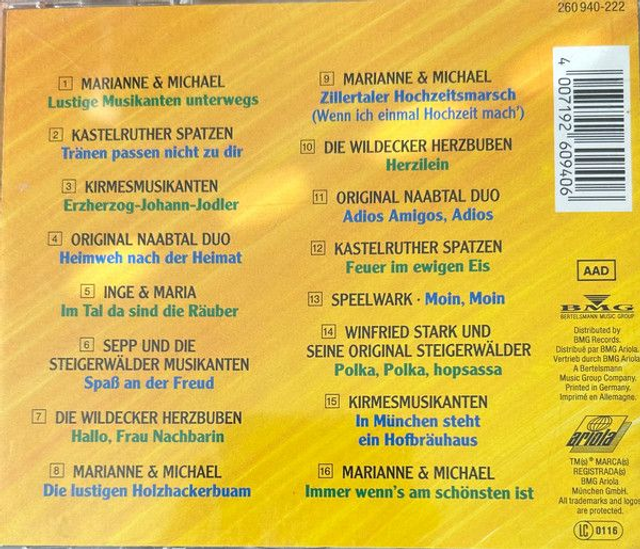 260 940-222
1 MARIANNE & MICHAEL
Lustige Musikanten unterwegs
2 KASTELRUTHER SPATZEN
Tränen passen nicht zu dir
3 KIRMESMUSIKANTEN
Erzherzog-Johann-Jodler
4 ORIGINAL NAABTAL DUO
Heimweh nach der Heimat
5 INGE & MARIA
Im Tal da sind die Räuber
6 SEPP UND DIE
STEIGERWÄLDER MUSIKANTEN
Spaß an der Freud
7 DIE WILDECKER HERZBUBEN
Hallo, Frau Nachbarin
8 MARIANNE & MICHAEL
Die lustigen Holzhackerbuam
9 MARIANNE & MICHAEL
Zillertaler Hochzeitsmarsch
(Wenn ich einmal Hochzeit mach')
10 DIE WILDECKER HERZBUBEN
Herzilein
11 ORIGINAL NAABTAL DUO
Adios Amigos, Adios
12 KASTELRUTHER SPATZEN
Feuer im ewigen Eis
13 SPEELWARK · Moin, Moin
14 WINFRIED STARK UND
SEINE ORIGINAL STEIGERWÄLDER
Polka, Polka, hopsassa
15 KIRMESMUSIKANTEN
In München steht
ein Hofbräuhaus
16 MARIANNE & MICHAEL
Immer wenn's am schönsten ist
4 007192 609406
AAD
BMG
BERTELSMANN MUSIC GROUP
Distributed by
BMG Records.
Distribué par BMG Ariola.
Vertrieb durch BMG Ariola.
A Bertelsmann
Music Group Company.
Printed in Germany.
Imprimé en Allemagne.
ariola
TM(s) ® MARCA(s)
REGISTRADA(s)
BMG Ariola
München GmbH.
All trademarks and logos
are protected.
LC 0116